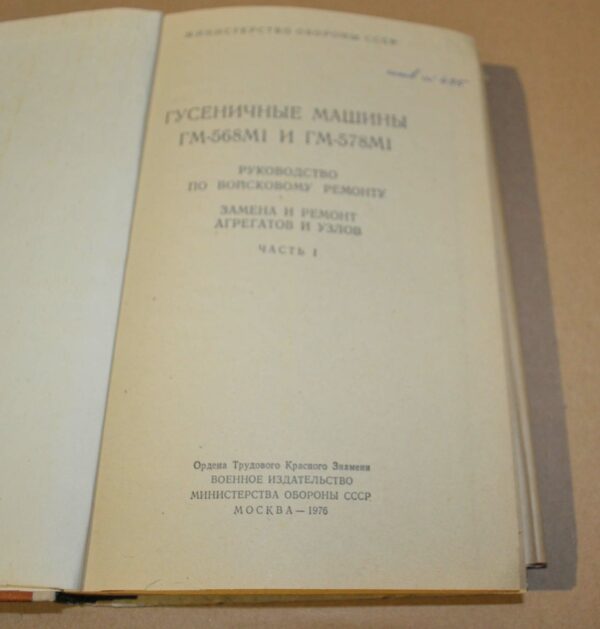 МИНИСТЕРСТВО ОБОРОНЫ СССР
ГУСЕНИЧНЫЕ МАШИНЫ
ГМ-568М1 И ГМ-578М1
РУКОВОДСТВО
ПО ВОЙСКОВОМУ РЕМОНТУ
ЗАМЕНА И РЕМОНТ
АГРЕГАТОВ И УЗЛОВ
ЧАСТЬ I
Ордена Трудового Красного Знамени
ВОЕННОЕ ИЗДАТЕЛЬСТВО
МИНИСТЕРСТВА ОБОРОНЫ СССР
МОСКВА — 1976